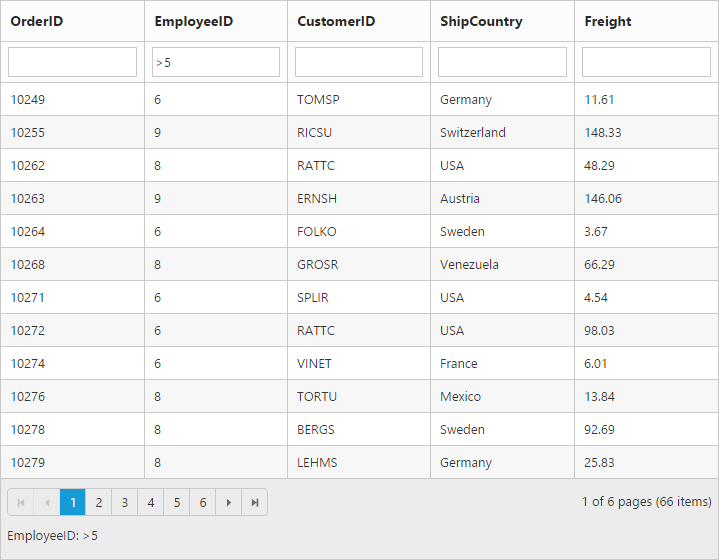 OrderID EmployeeID CustomerID ShipCountry Freight
>5
10249 6 TOMSP Germany 11.61
10255 9 RICSU Switzerland 148.33
10262 8 RATTC USA 48.29
10263 9 ERNSH Austria 146.06
10264 6 FOLKO Sweden 3.67
10268 8 GROSR Venezuela 66.29
10271 6 SPLIR USA 4.54
10272 6 RATTC USA 98.03
10274 6 VINET France 6.01
10276 8 TORTU Mexico 13.84
10278 8 BERGS Sweden 92.69
10279 8 LEHMS Germany 25.83
1 2 3 4 5 6 1 of 6 pages (66 items)
EmployeeID: >5